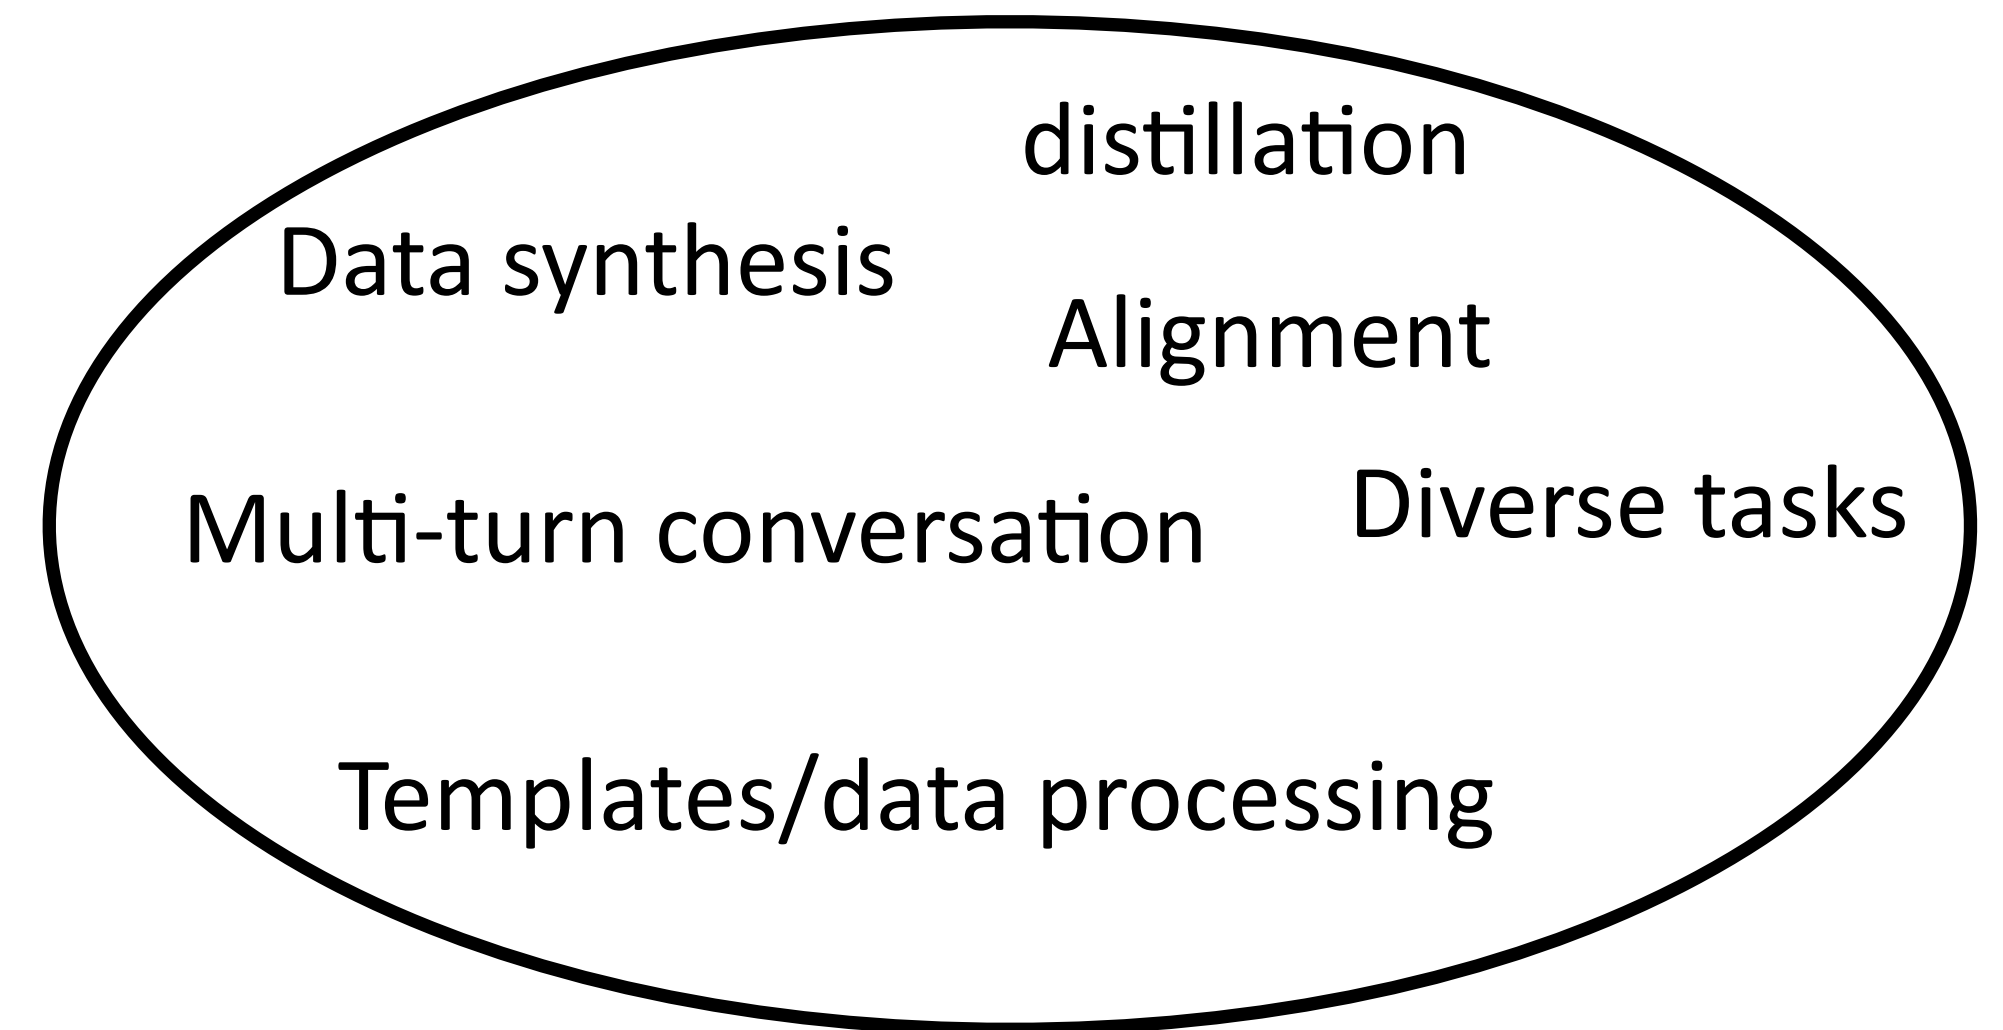 distillation
Data synthesis
Alignment
Multi-turn conversation
Diverse tasks
Templates/data processing